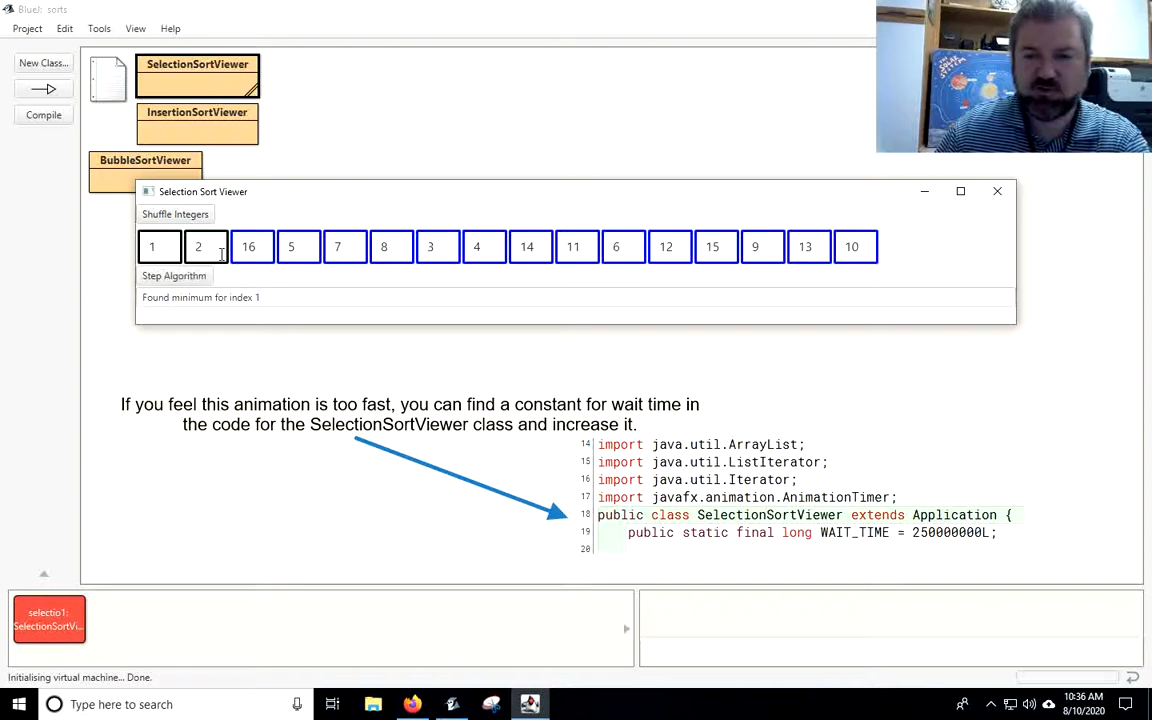 BlueJ: sorts
Project Edit Tools View Help
New Class...
Compile
SelectionSortViewer
InsertionSortViewer
BubbleSortViewer
Selection Sort Viewer
Shuffle Integers
1 2 16 5 7 8 3 4 14 11 6 12 15 9 13 10
Step Algorithm
Found minimum for index 1
If you feel this animation is too fast, you can find a constant for wait time in
the code for the SelectionSortViewer class and increase it.
14 import java.util.ArrayList;
15 import java.util.ListIterator;
16 import java.util.Iterator;
17 import javafx.animation.AnimationTimer;
18 public class SelectionSortViewer extends Application {
19 public static final long WAIT_TIME = 250000000L;
20
selectio1:
SelectionSortVi...
Initialising virtual machine... Done.
Type here to search
10:36 AM
8/10/2020